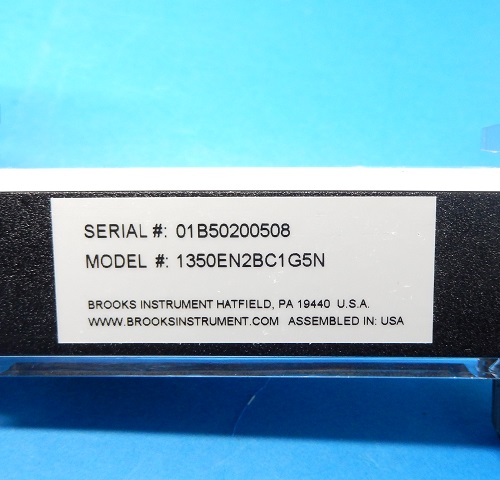 SERIAL #: 01B50200508
MODEL #: 1350EN2BC1G5N
BROOKS INSTRUMENT HATFIELD, PA 19440 U.S.A.
WWW.BROOKSINSTRUMENT.COM ASSEMBLED IN: USA